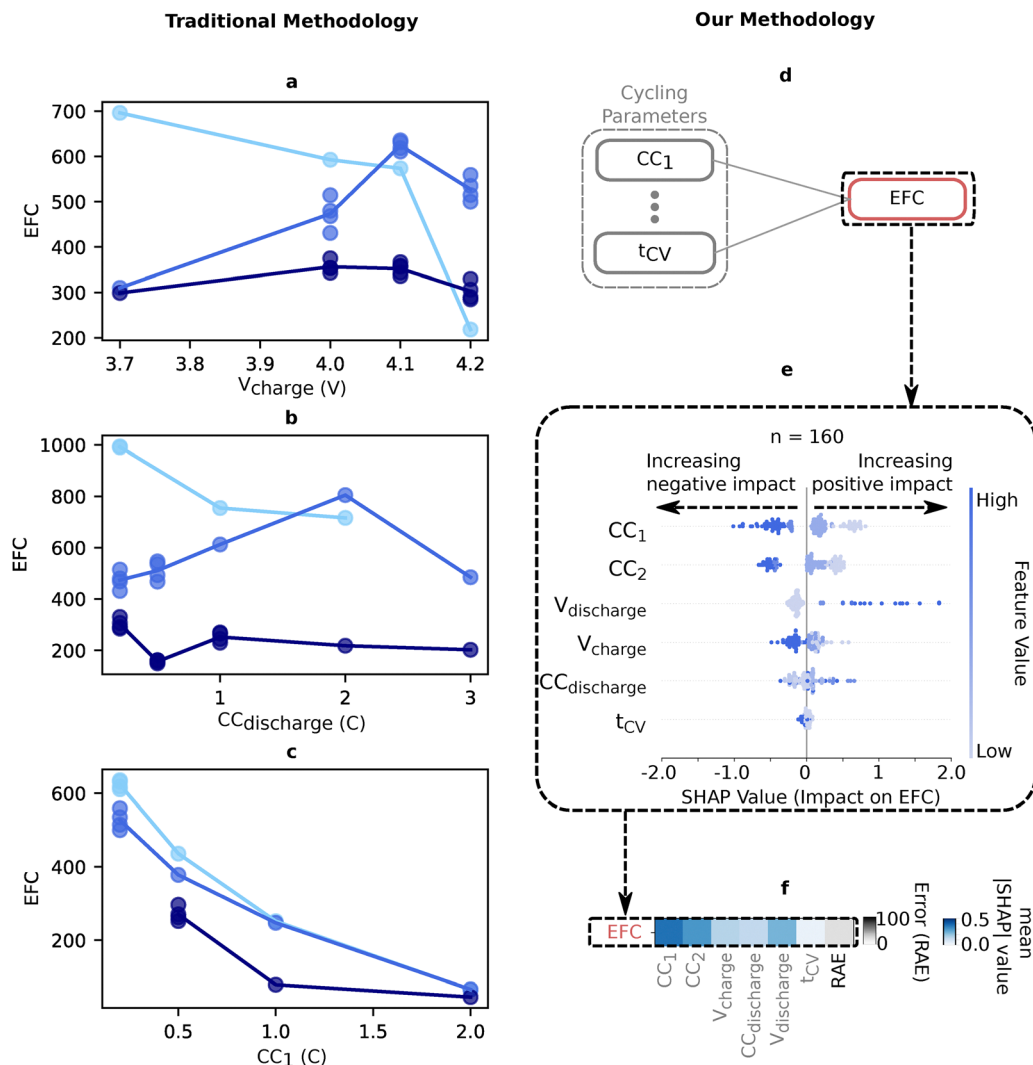 Traditional Methodology
a
EFC
700
600
500
400
300
200
3.7
3.8
3.9
4.0
4.1
4.2
Vcharge (V)
b
EFC
1000
800
600
400
200
1
2
3
CCdischarge (C)
c
EFC
600
400
200
0.5
1.0
1.5
2.0
CC1 (C)
Our Methodology
d
Cycling
Parameters
CC1
tCV
EFC
e
n = 160
Increasing
negative impact
Increasing
positive impact
CC1
CC2
Vdischarge
Vcharge
CCdischarge
tCV
-2.0
-1.0
0
1
2.0
SHAP Value (Impact on EFC)
High
Feature Value
Low
f
EFC
CC1
CC2
Vcharge
CCdischarge
Vdischarge
tCV
RAE
100
0
Error (RAE)
0.5
0.0
mean
|SHAP| value